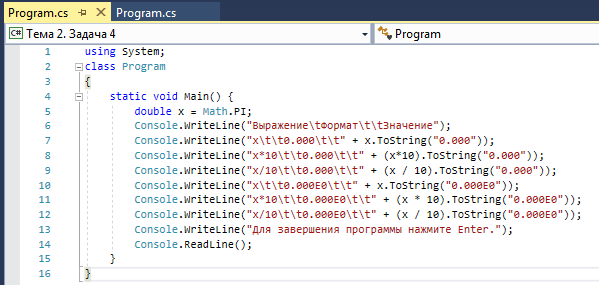 Program.cs Program.cs
C# Тема 2. Задача 4 Program
1 using System;
2 class Program
3 {
4 static void Main() {
5 double x = Math.PI;
6 Console.WriteLine("Выражение\tФормат\t\tЗначение");
7 Console.WriteLine("x\t\t0.000\t\t" + x.ToString("0.000"));
8 Console.WriteLine("x*10\t\t0.000\t\t" + (x*10).ToString("0.000"));
9 Console.WriteLine("x/10\t\t0.000\t\t" + (x / 10).ToString("0.000"));
10 Console.WriteLine("x\t\t0.000E0\t\t" + x.ToString("0.000E0"));
11 Console.WriteLine("x*10\t\t0.000E0\t\t" + (x * 10).ToString("0.000E0"));
12 Console.WriteLine("x/10\t\t0.000E0\t\t" + (x / 10).ToString("0.000E0"));
13 Console.WriteLine("Для завершения программы нажмите Enter.");
14 Console.ReadLine();
15 }
16 }